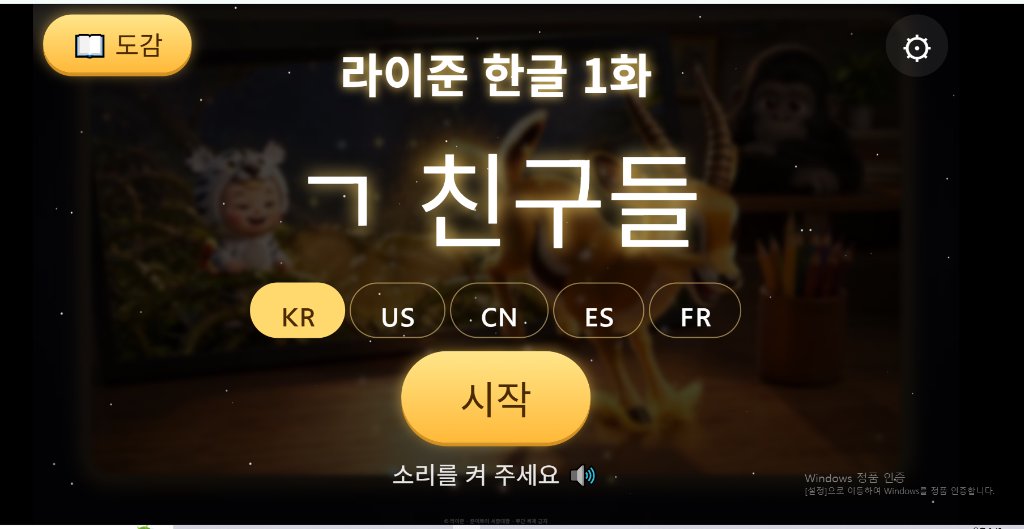 도감
라이준 한글 1화
ㄱ 친구들
KR US CN ES FR
시작
소리를 켜 주세요
Windows 정품 인증
[설정]으로 이동하여 Windows를 정품 인증합니다.